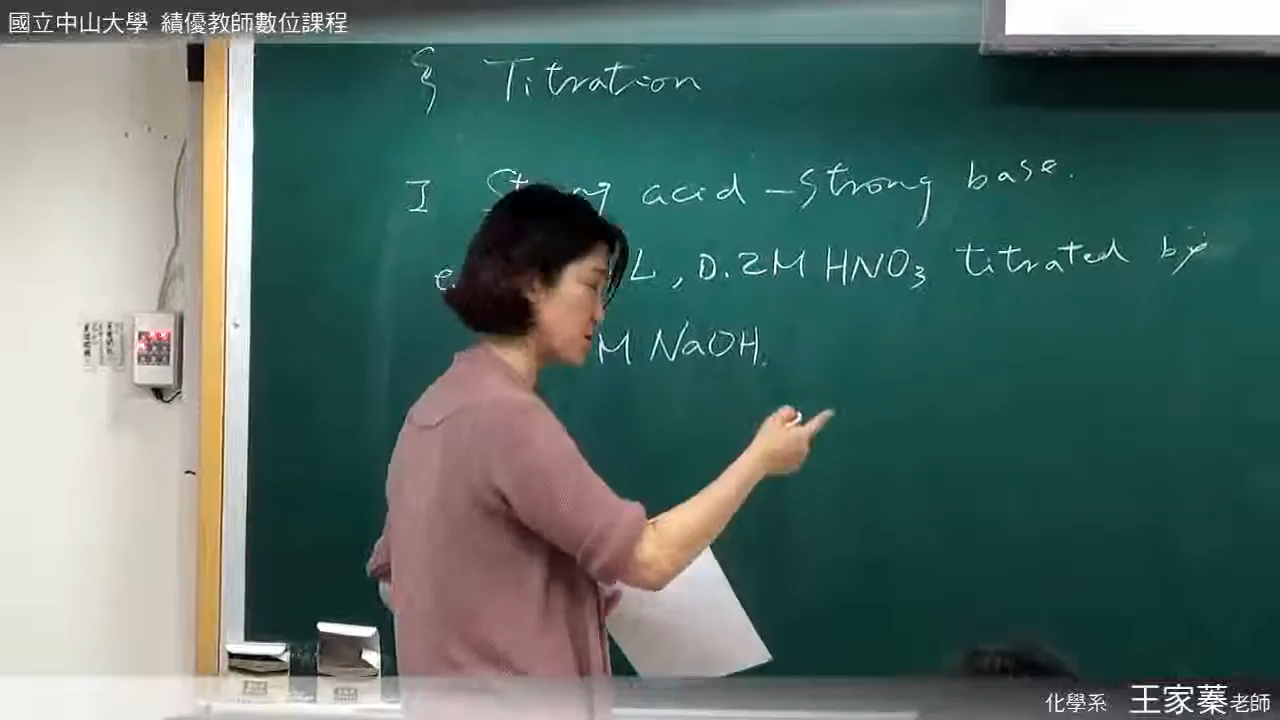 國立中山大學 績優教師數位課程
§ Titration
I Strong acid - Strong base.
L, 0.2M HNO3 titrated by
M NaOH.
化學系 王家蓁老師